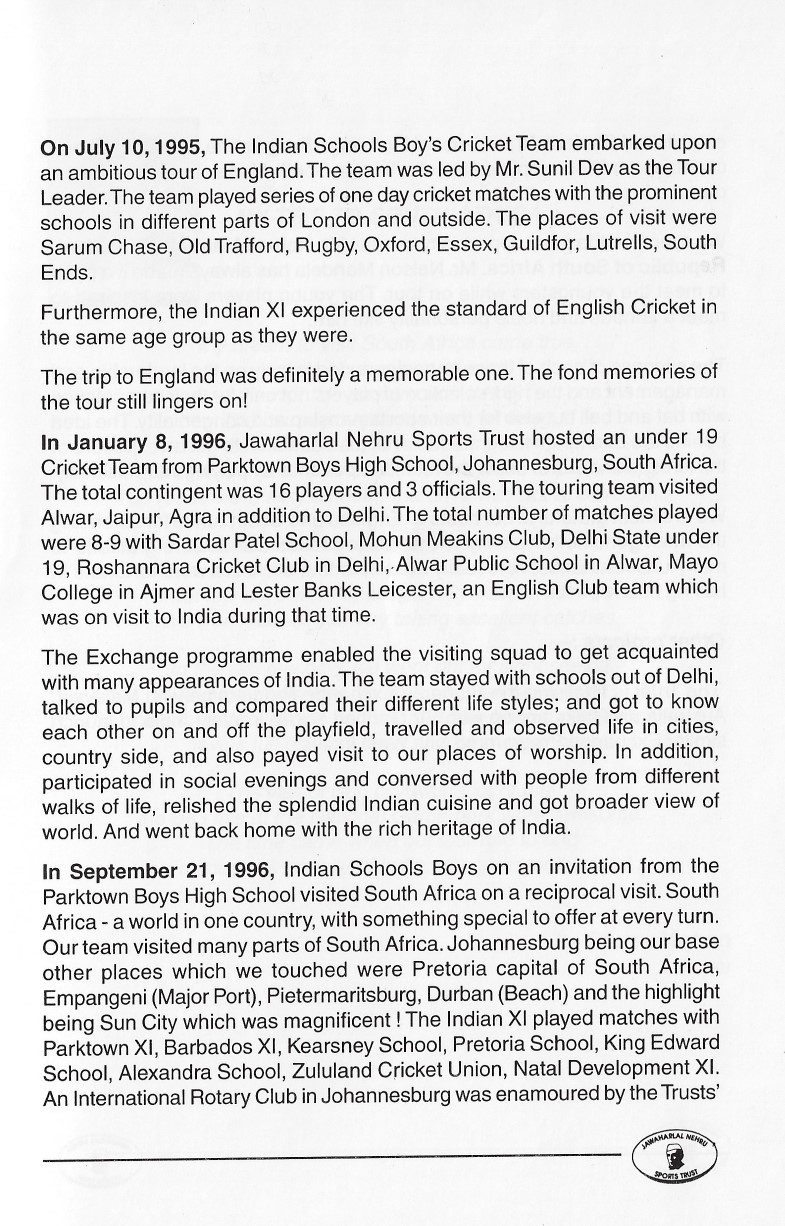 On July 10, 1995, The Indian Schools Boy's Cricket Team embarked upon
an ambitious tour of England. The team was led by Mr. Sunil Dev as the Tour
Leader. The team played series of one day cricket matches with the prominent
schools in different parts of London and outside. The places of visit were
Sarum Chase, Old Trafford, Rugby, Oxford, Essex, Guildfor, Lutrells, South
Ends.
Furthermore, the Indian XI experienced the standard of English Cricket in
the same age group as they were.
The trip to England was definitely a memorable one. The fond memories of
the tour still lingers on!
In January 8, 1996, Jawaharlal Nehru Sports Trust hosted an under 19
Cricket Team from Parktown Boys High School, Johannesburg, South Africa.
The total contingent was 16 players and 3 officials. The touring team visited
Alwar, Jaipur, Agra in addition to Delhi. The total number of matches played
were 8-9 with Sardar Patel School, Mohun Meakins Club, Delhi State under
19, Roshannara Cricket Club in Delhi, Alwar Public School in Alwar, Mayo
College in Ajmer and Lester Banks Leicester, an English Club team which
was on visit to India during that time.
The Exchange programme enabled the visiting squad to get acquainted
with many appearances of India. The team stayed with schools out of Delhi,
talked to pupils and compared their different life styles; and got to know
each other on and off the playfield, travelled and observed life in cities,
country side, and also payed visit to our places of worship. In addition,
participated in social evenings and conversed with people from different
walks of life, relished the splendid Indian cuisine and got broader view of
world. And went back home with the rich heritage of India.
In September 21, 1996, Indian Schools Boys on an invitation from the
Parktown Boys High School visited South Africa on a reciprocal visit. South
Africa - a world in one country, with something special to offer at every turn.
Our team visited many parts of South Africa. Johannesburg being our base
other places which we touched were Pretoria capital of South Africa,
Empangeni (Major Port), Pietermaritsburg, Durban (Beach) and the highlight
being Sun City which was magnificent ! The Indian XI played matches with
Parktown XI, Barbados XI, Kearsney School, Pretoria School, King Edward
School, Alexandra School, Zululand Cricket Union, Natal Development XI.
An International Rotary Club in Johannesburg was enamoured by the Trusts'
JAWAHARLAL NEHRU
SPORTS TRUST